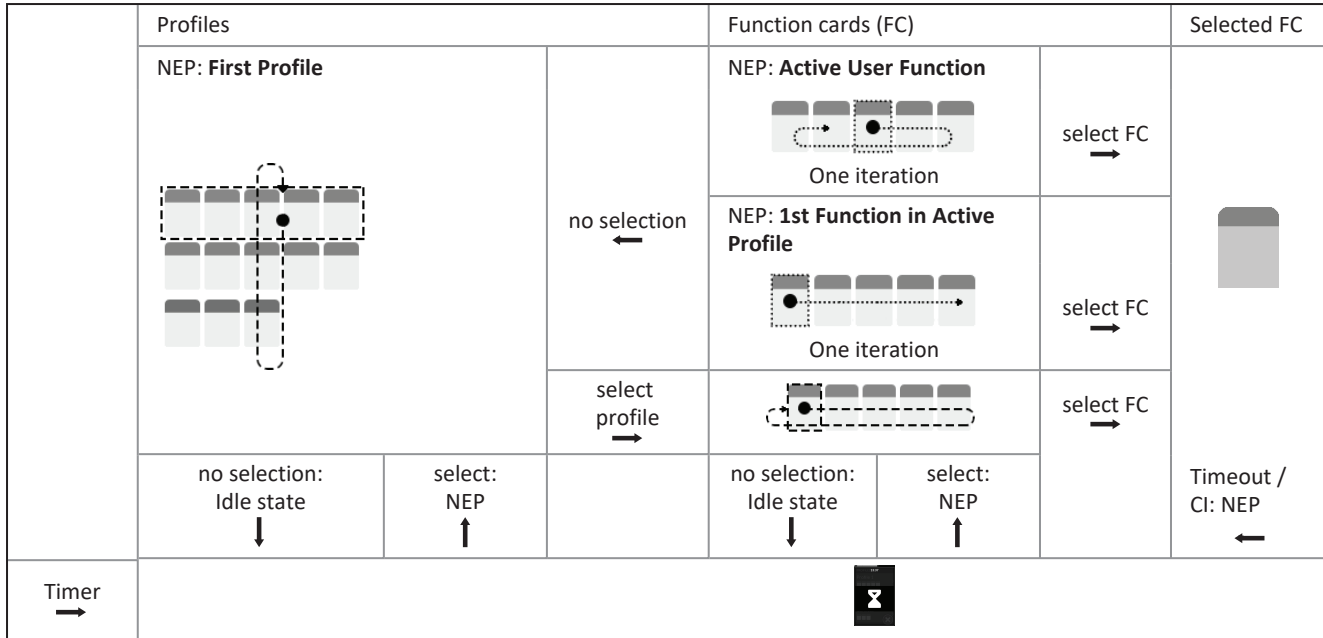 Profiles
Function cards (FC)
Selected FC
NEP: First Profile
no selection
NEP: Active User Function
One iteration
select FC
NEP: 1st Function in Active
Profile
One iteration
select FC
select
profile
select FC
no selection:
Idle state
select:
NEP
no selection:
Idle state
select:
NEP
Timeout /
CI: NEP
Timer